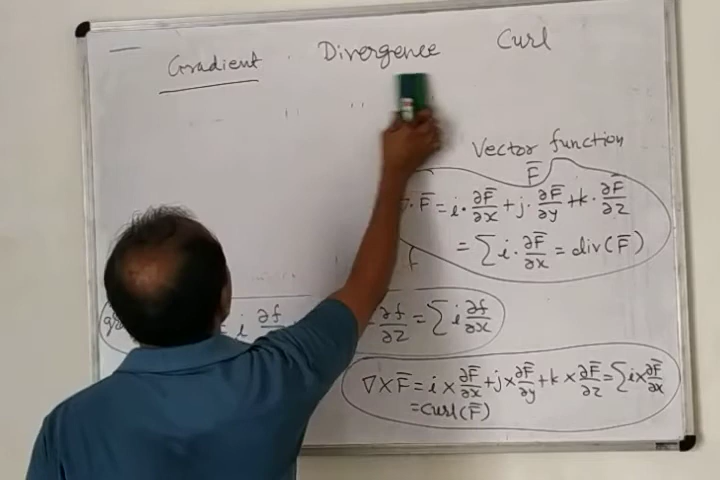 Gradient Divergence Curl
Vector function
F̅
∇·F̅ = i·∂F̅/∂x + j·∂F̅/∂y + k·∂F̅/∂z
= ∑ i·∂F̅/∂x = div(F̅)
f
= i ∂f ∂f/∂z = ∑ i ∂f/∂x
∇×F̅ = i×∂F̅/∂x + j×∂F̅/∂y + k×∂F̅/∂z = ∑ i×∂F̅/∂x
= Curl(F̅)